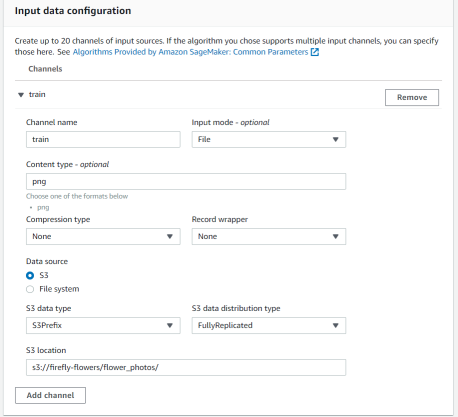 Input data configuration
Create up to 20 channels of input sources. If the algorithm you chose supports multiple input channels, you can specify
those here. See Algorithms Provided by Amazon SageMaker: Common Parameters
Channels
train
Remove
Channel name
Input mode - optional
train
File
Content type - optional
png
Choose one of the formats below
• png
Compression type
Record wrapper
None
None
Data source
S3
File system
S3 data type
S3 data distribution type
S3Prefix
FullyReplicated
S3 location
s3://firefly-flowers/flower_photos/
Add channel